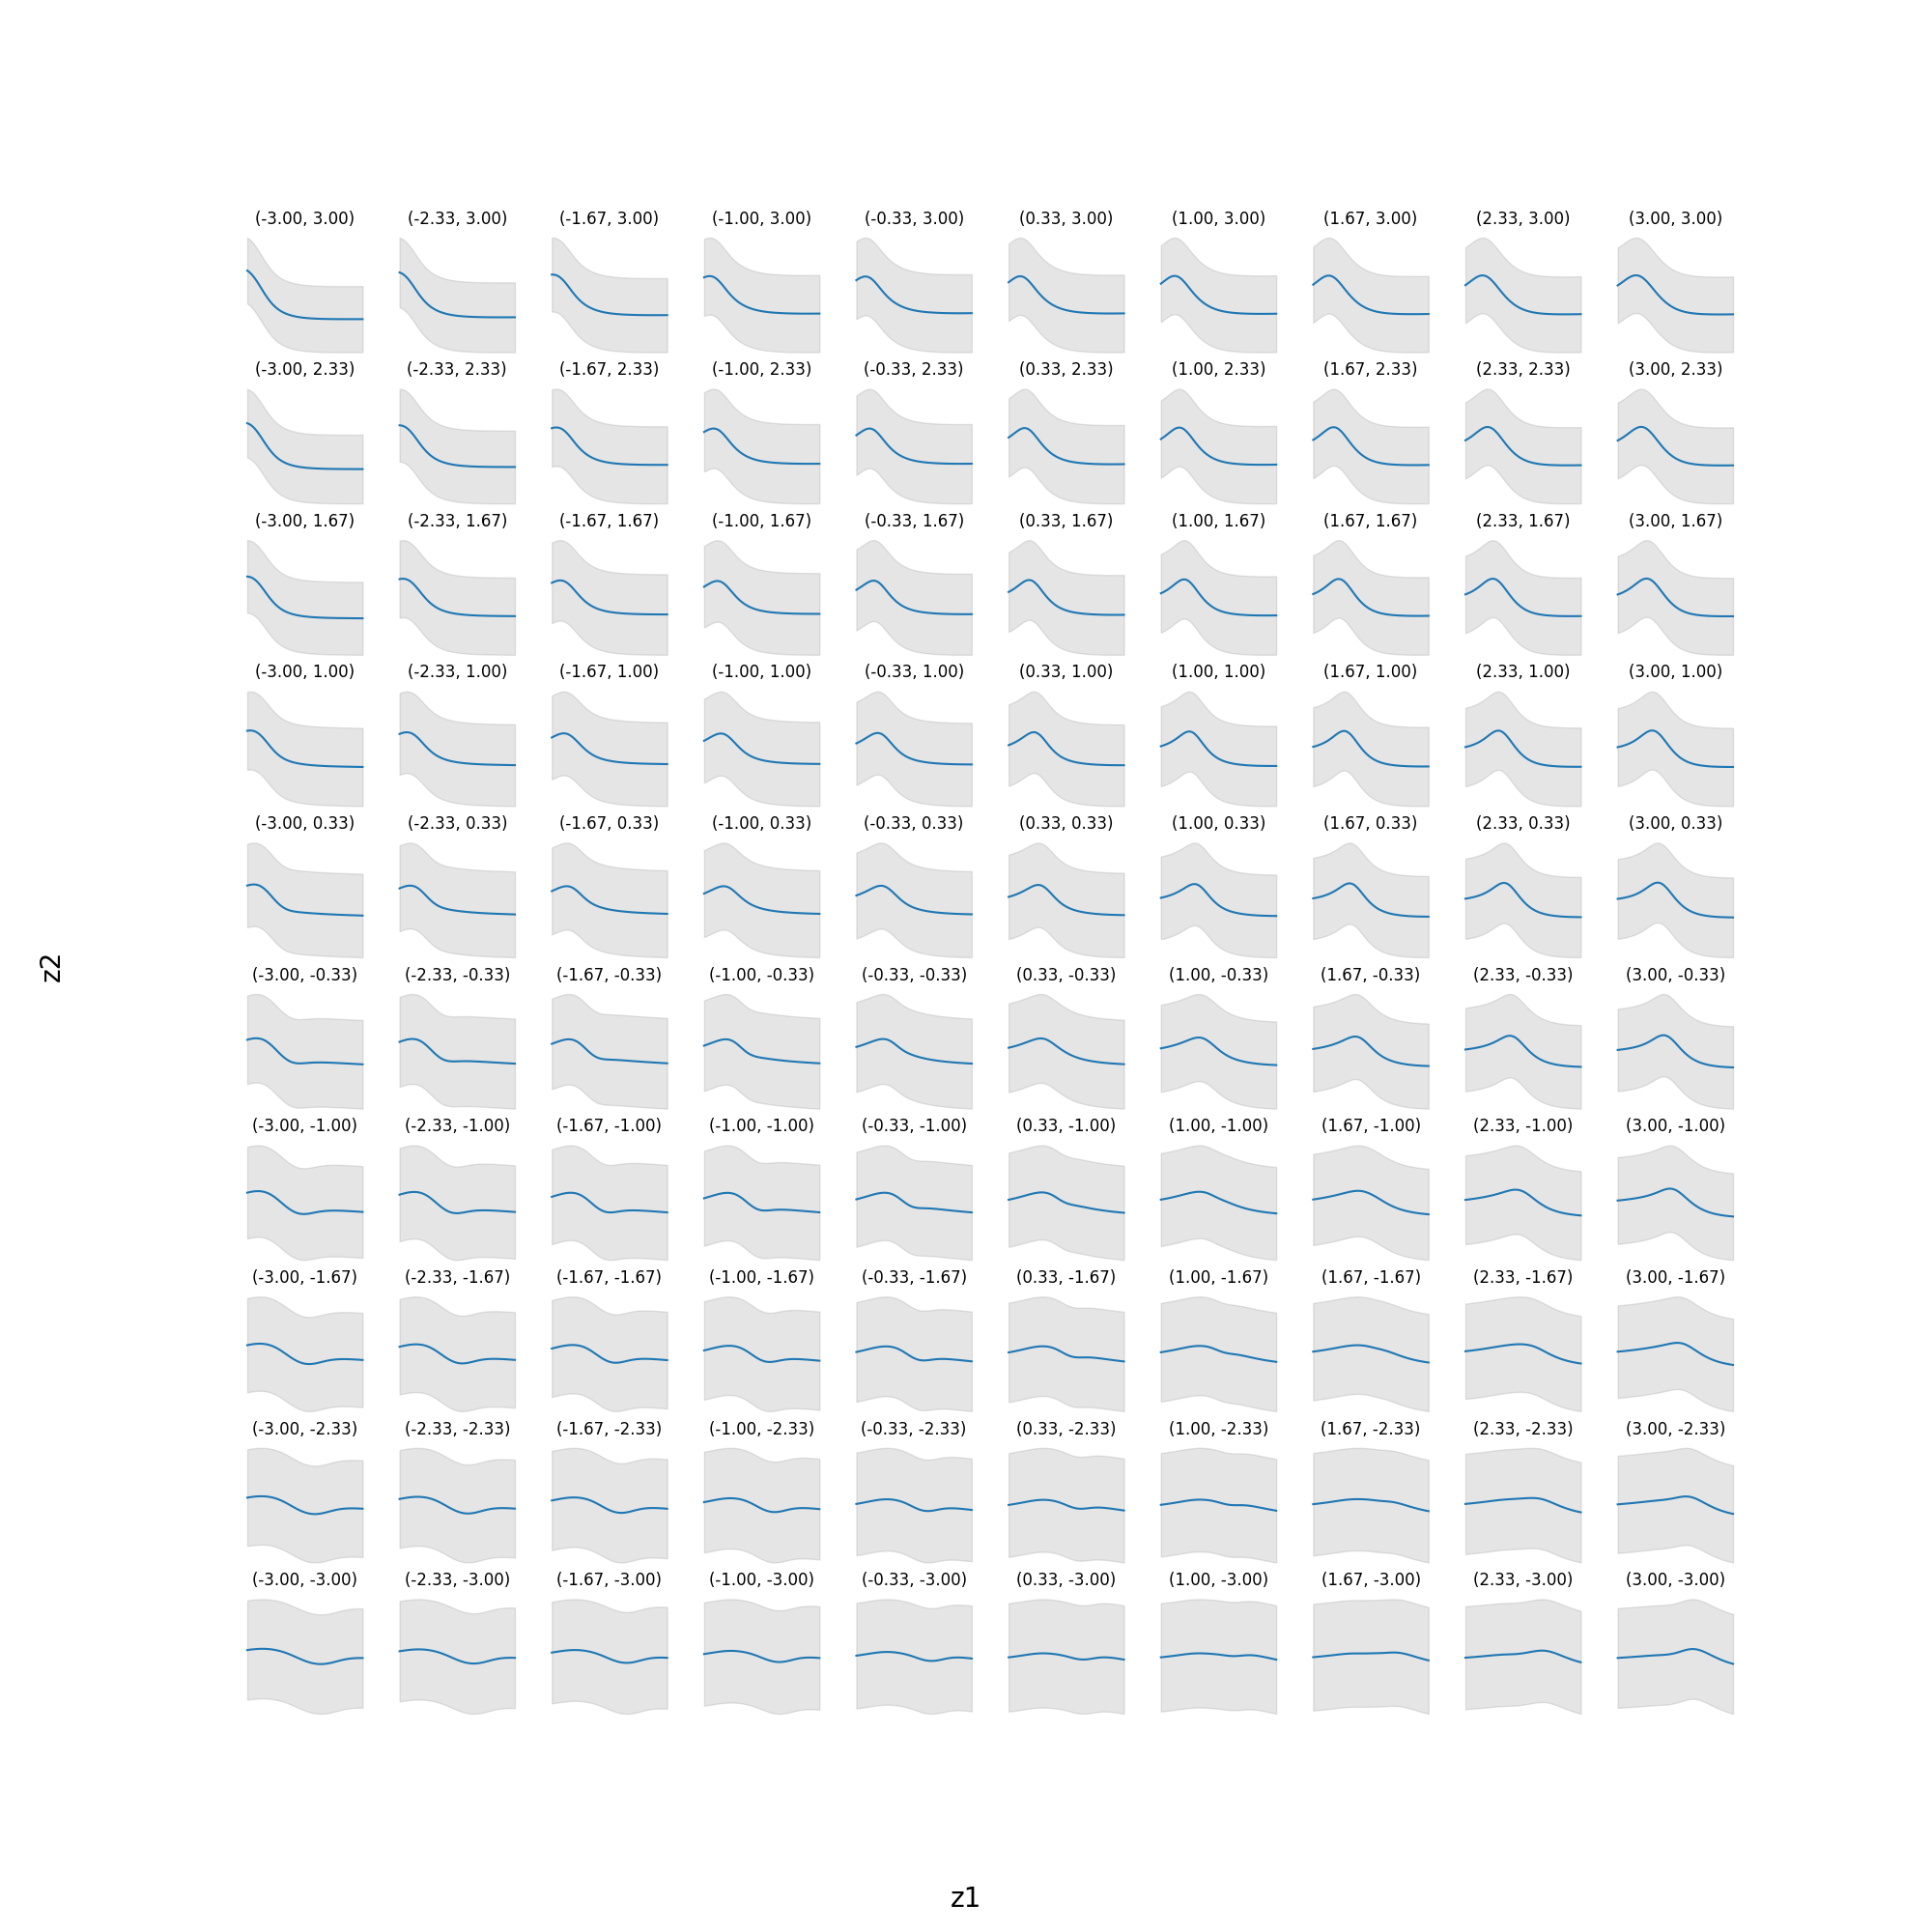 (-3.00, 3.00) (-2.33, 3.00) (-1.67, 3.00) (-1.00, 3.00) (-0.33, 3.00) (0.33, 3.00) (1.00, 3.00) (1.67, 3.00) (2.33, 3.00) (3.00, 3.00)
(-3.00, 2.33) (-2.33, 2.33) (-1.67, 2.33) (-1.00, 2.33) (-0.33, 2.33) (0.33, 2.33) (1.00, 2.33) (1.67, 2.33) (2.33, 2.33) (3.00, 2.33)
(-3.00, 1.67) (-2.33, 1.67) (-1.67, 1.67) (-1.00, 1.67) (-0.33, 1.67) (0.33, 1.67) (1.00, 1.67) (1.67, 1.67) (2.33, 1.67) (3.00, 1.67)
(-3.00, 1.00) (-2.33, 1.00) (-1.67, 1.00) (-1.00, 1.00) (-0.33, 1.00) (0.33, 1.00) (1.00, 1.00) (1.67, 1.00) (2.33, 1.00) (3.00, 1.00)
(-3.00, 0.33) (-2.33, 0.33) (-1.67, 0.33) (-1.00, 0.33) (-0.33, 0.33) (0.33, 0.33) (1.00, 0.33) (1.67, 0.33) (2.33, 0.33) (3.00, 0.33)
z2
(-3.00, -0.33) (-2.33, -0.33) (-1.67, -0.33) (-1.00, -0.33) (-0.33, -0.33) (0.33, -0.33) (1.00, -0.33) (1.67, -0.33) (2.33, -0.33) (3.00, -0.33)
(-3.00, -1.00) (-2.33, -1.00) (-1.67, -1.00) (-1.00, -1.00) (-0.33, -1.00) (0.33, -1.00) (1.00, -1.00) (1.67, -1.00) (2.33, -1.00) (3.00, -1.00)
(-3.00, -1.67) (-2.33, -1.67) (-1.67, -1.67) (-1.00, -1.67) (-0.33, -1.67) (0.33, -1.67) (1.00, -1.67) (1.67, -1.67) (2.33, -1.67) (3.00, -1.67)
(-3.00, -2.33) (-2.33, -2.33) (-1.67, -2.33) (-1.00, -2.33) (-0.33, -2.33) (0.33, -2.33) (1.00, -2.33) (1.67, -2.33) (2.33, -2.33) (3.00, -2.33)
(-3.00, -3.00) (-2.33, -3.00) (-1.67, -3.00) (-1.00, -3.00) (-0.33, -3.00) (0.33, -3.00) (1.00, -3.00) (1.67, -3.00) (2.33, -3.00) (3.00, -3.00)
z1